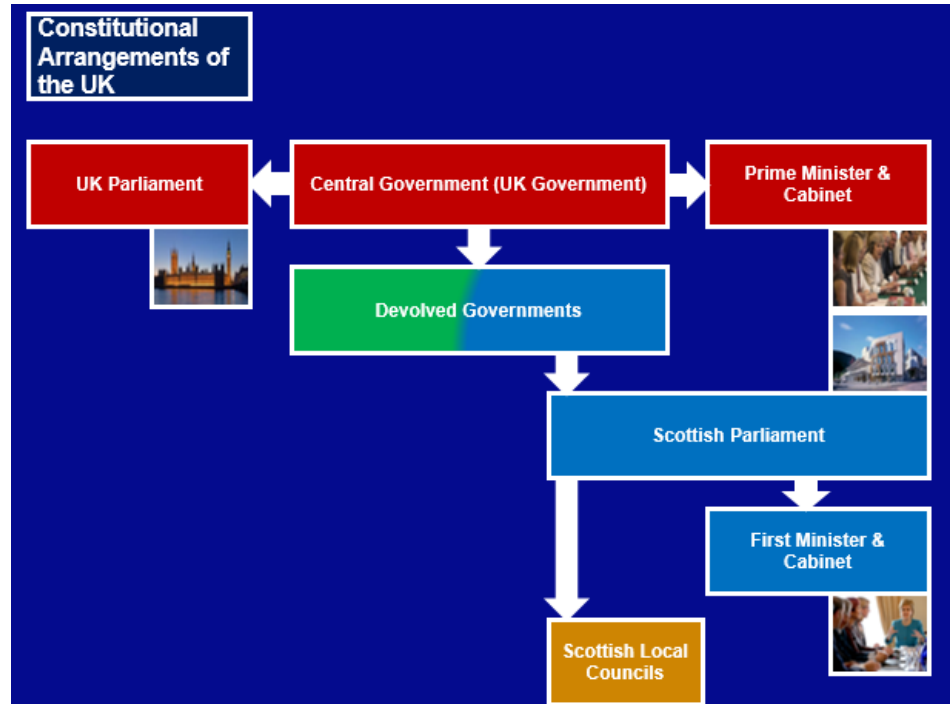 Constitutional
Arrangements of
the UK
UK Parliament
Central Government (UK Government)
Prime Minister &
Cabinet
Devolved Governments
Scottish Parliament
First Minister &
Cabinet
Scottish Local
Councils